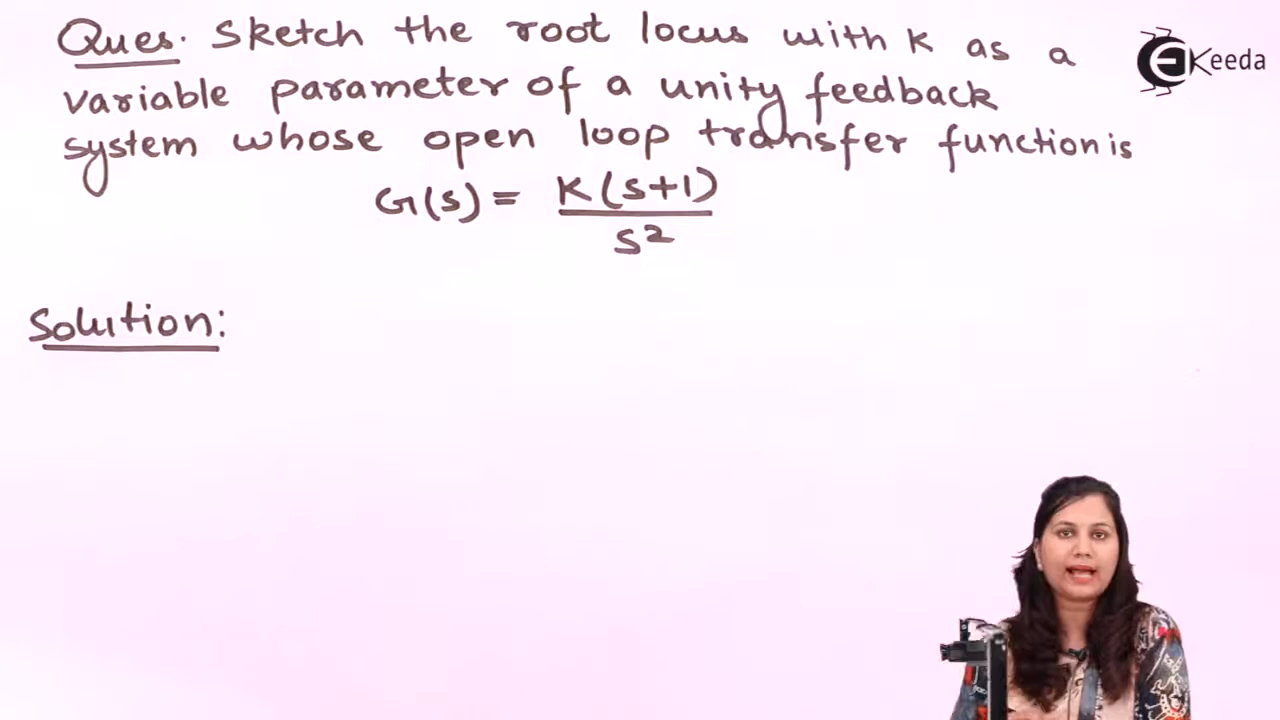 Ques. Sketch the root locus with K as a
variable parameter of a unity feedback
system whose open loop transfer function is
G(s) = K(s+1)
s²
Solution:
EKeeda